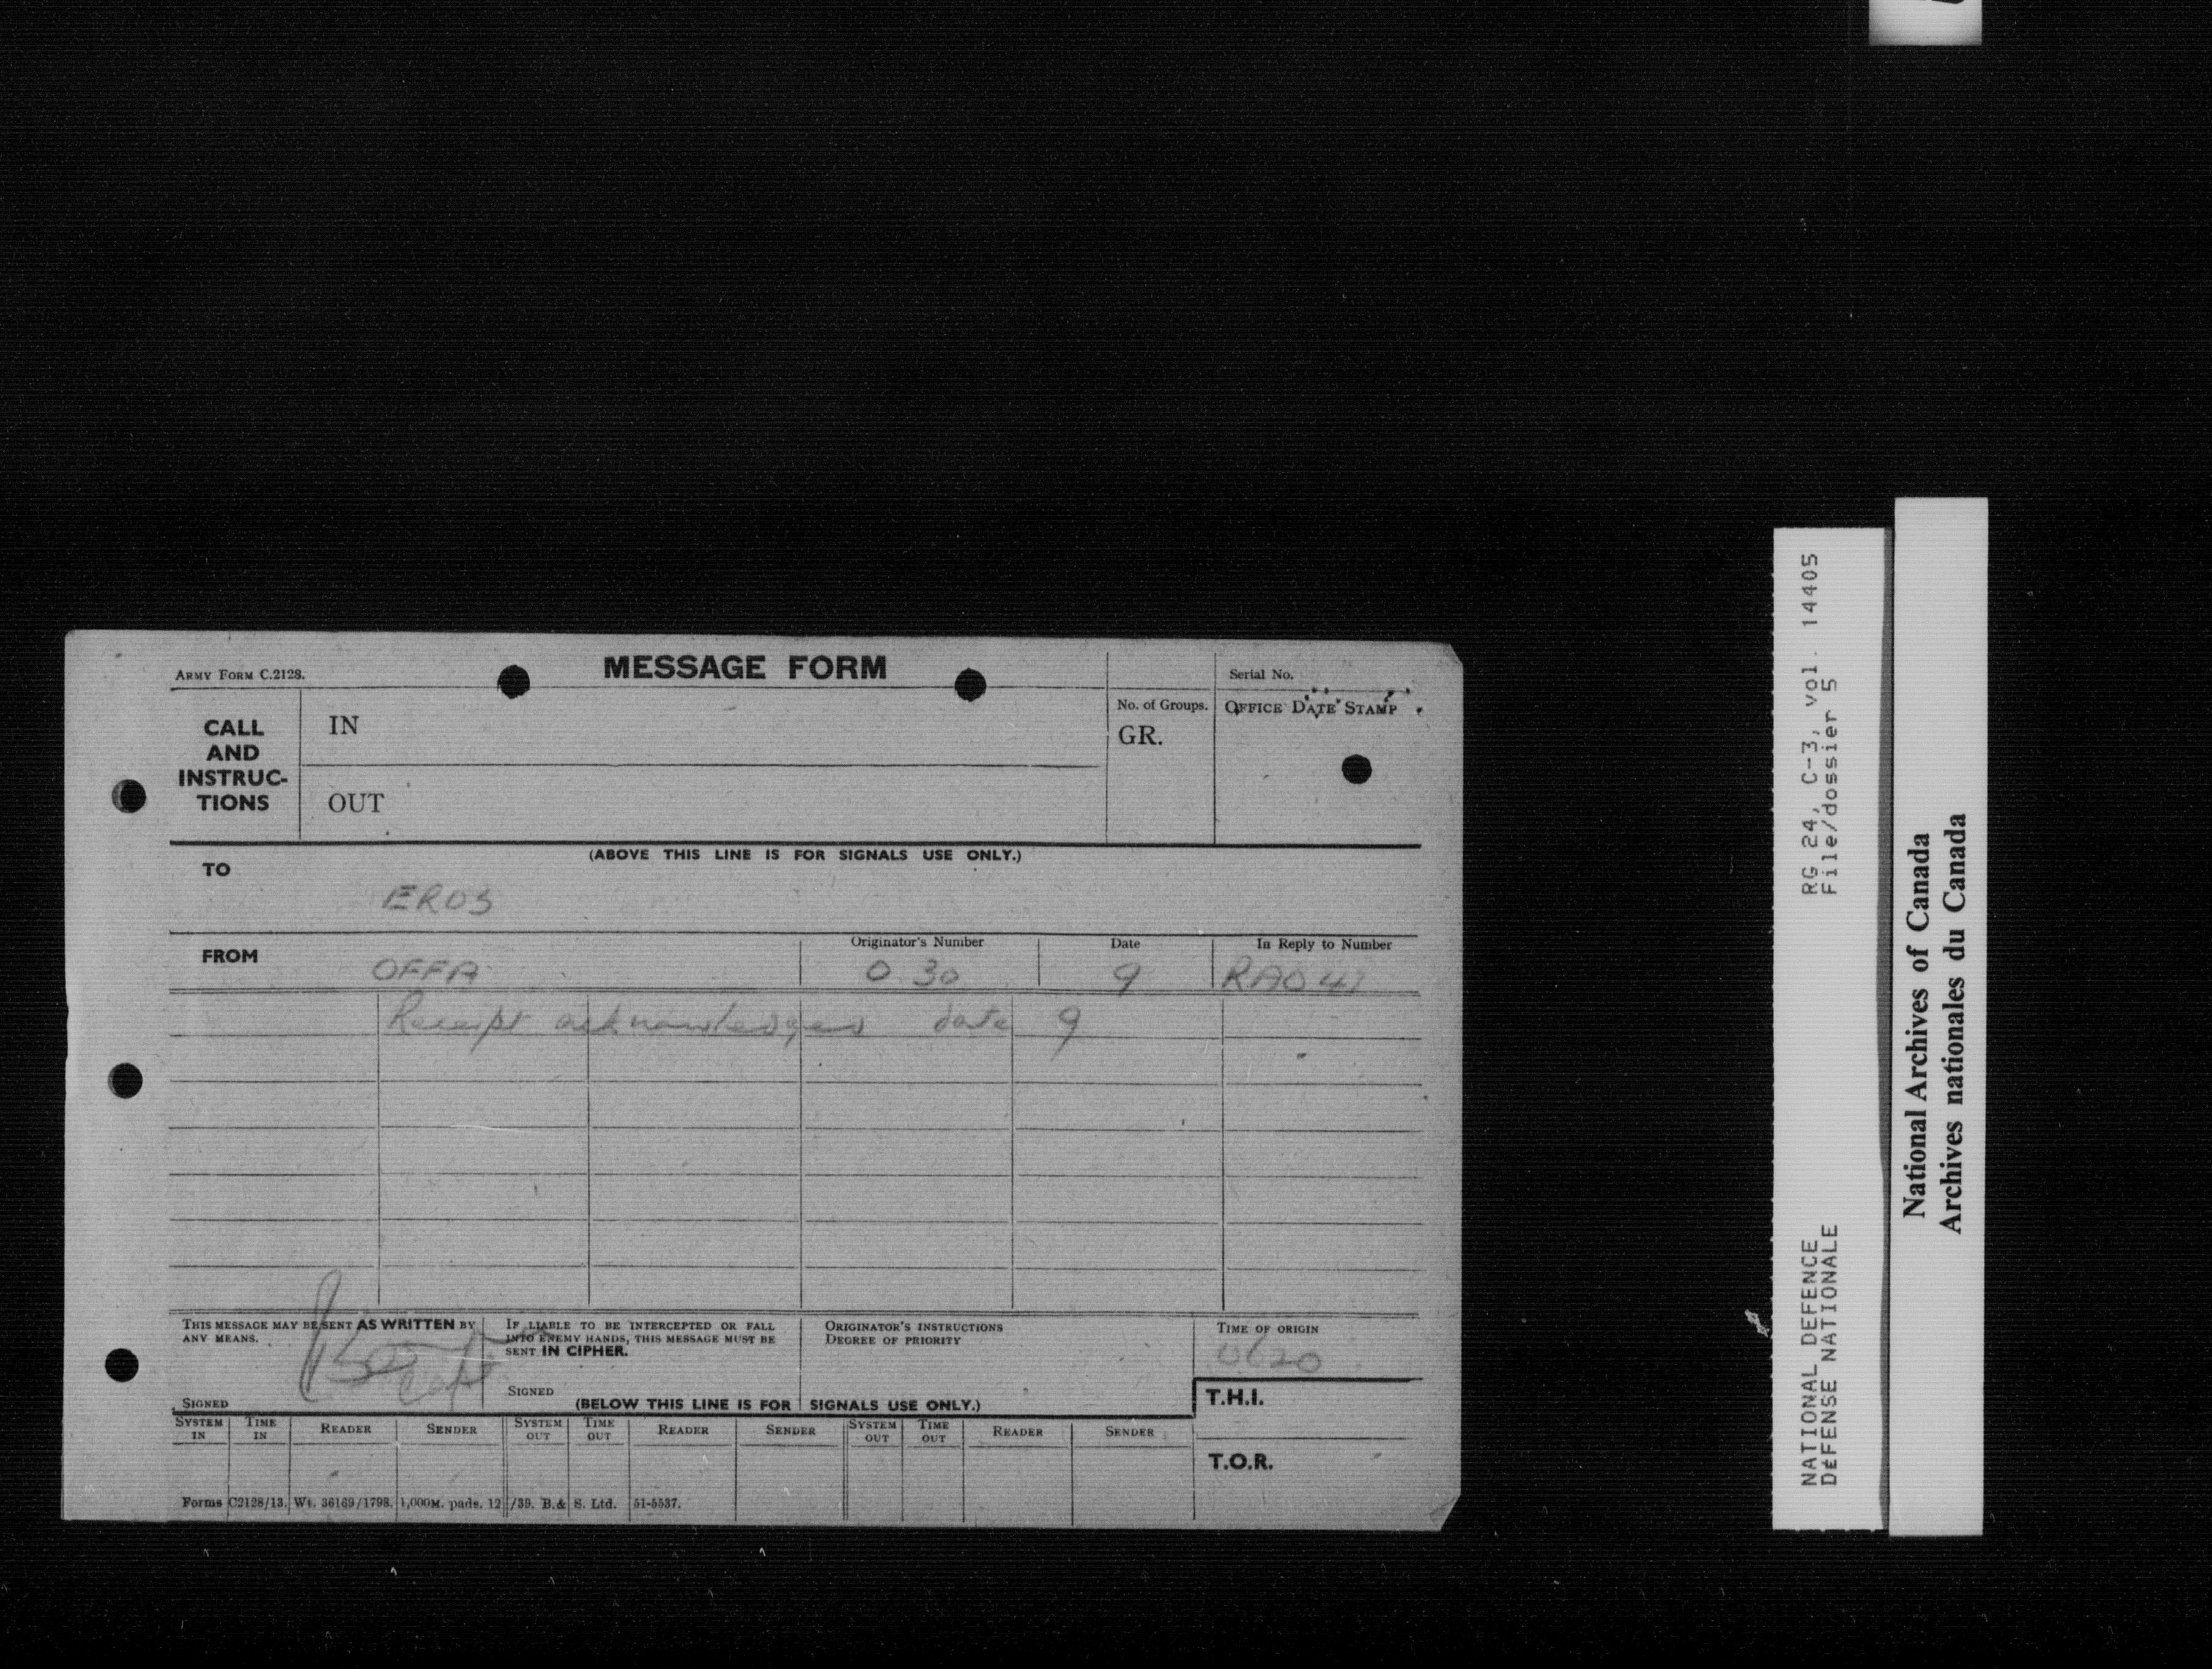 ARMY FORM C.2128.
MESSAGE FORM
Serial No.
CALL AND INSTRUC-TIONS
IN
OUT
No. of Groups.
GR.
OFFICE DATE STAMP
(ABOVE THIS LINE IS FOR SIGNALS USE ONLY.)
TO
EROS
FROM
OFFA
Originator's Number
O 30
Date
9
In Reply to Number
Receipt acknowledged date 9
THIS MESSAGE MAY BE SENT AS WRITTEN BY
ANY MEANS.
SIGNED
Capt
IF LIABLE TO BE INTERCEPTED OR FALL
INTO ENEMY HANDS, THIS MESSAGE MUST BE
SENT IN CIPHER.
SIGNED
ORIGINATOR'S INSTRUCTIONS
DEGREE OF PRIORITY
TIME OF ORIGIN
0620
(BELOW THIS LINE IS FOR SIGNALS USE ONLY.)
T.H.I.
T.O.R.
SYSTEM IN
TIME IN
READER
SENDER
SYSTEM OUT
TIME OUT
READER
SENDER
SYSTEM OUT
TIME OUT
READER
SENDER
Forms C2128/13. Wt. 36169/1798. 1,000M. pads. 12/39. B.& S. Ltd. 51-5537.
NATIONAL DEFENCE RG 24, C-3, vol. 14405
DÉFENSE NATIONALE File/dossier 5
National Archives of Canada
Archives nationales du Canada